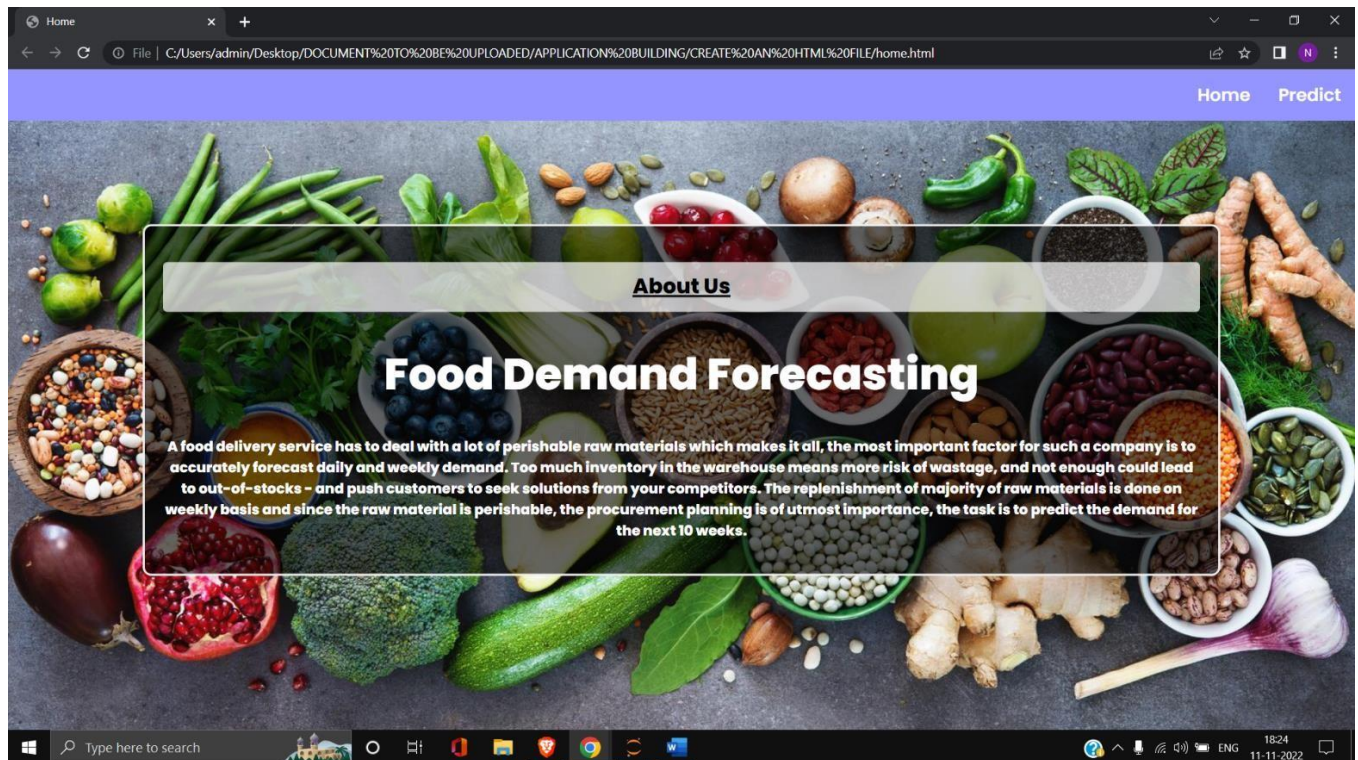 Home
File | C:/Users/admin/Desktop/DOCUMENT%20TO%20BE%20UPLOADED/APPLICATION%20BUILDING/CREATE%20AN%20HTML%20FILE/home.html
N
Home Predict
About Us
Food Demand Forecasting
A food delivery service has to deal with a lot of perishable raw materials which makes it all, the most important factor for such a company is to
accurately forecast daily and weekly demand. Too much inventory in the warehouse means more risk of wastage, and not enough could lead
to out-of-stocks - and push customers to seek solutions from your competitors. The replenishment of majority of raw materials is done on
weekly basis and since the raw material is perishable, the procurement planning is of utmost importance, the task is to predict the demand for
the next 10 weeks.
Type here to search
ENG
18:24
11-11-2022